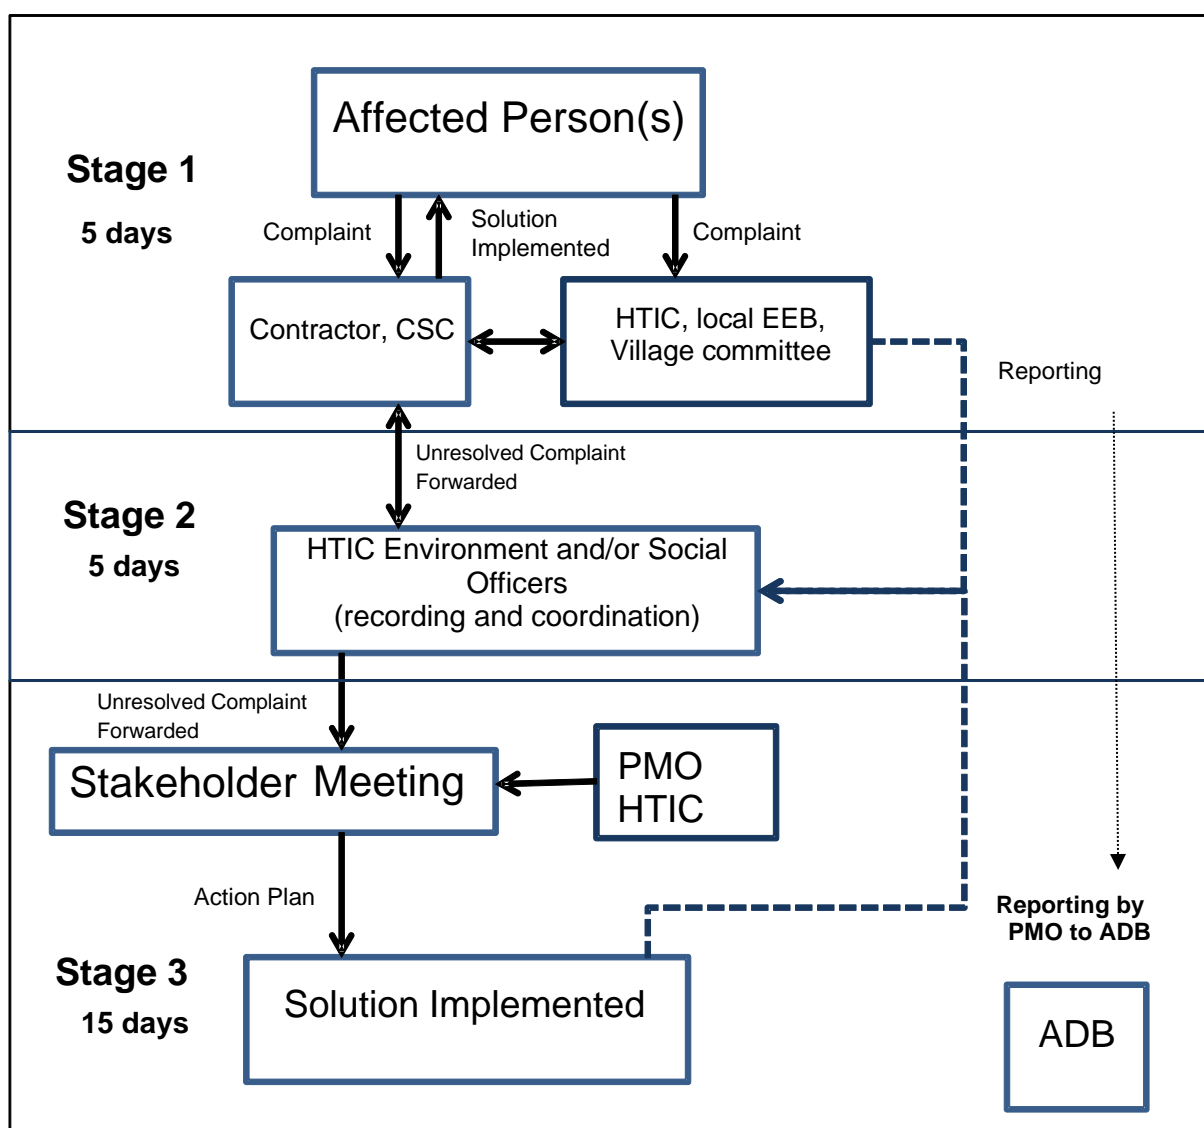 Affected Person(s)
Stage 1
5 days
Complaint
Solution
Implemented
Complaint
Contractor, CSC
HTIC, local EEB,
Village committee
Reporting
Unresolved Complaint
Forwarded
Stage 2
5 days
HTIC Environment and/or Social
Officers
(recording and coordination)
Unresolved Complaint
Forwarded
Stakeholder Meeting
PMO
HTIC
Action Plan
Reporting by
PMO to ADB
Stage 3
15 days
Solution Implemented
ADB